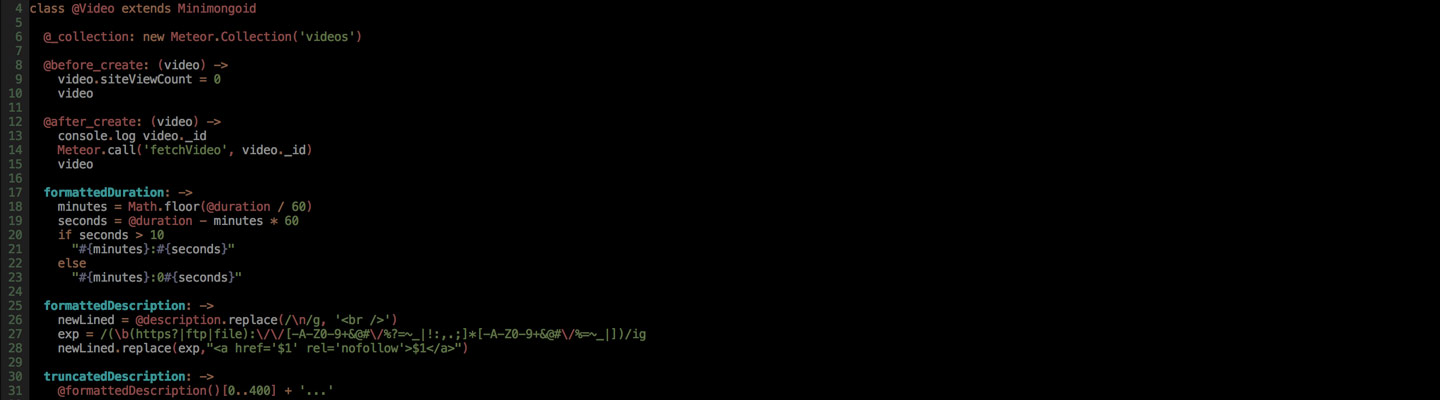 4 class @Video extends Minimongoid
5
6 @_collection: new Meteor.Collection('videos')
7
8 @before_create: (video) ->
9 video.siteViewCount = 0
10 video
11
12 @after_create: (video) ->
13 console.log video._id
14 Meteor.call('fetchVideo', video._id)
15 video
16
17 formattedDuration: ->
18 minutes = Math.floor(@duration / 60)
19 seconds = @duration - minutes * 60
20 if seconds > 10
21 "#{minutes}:#{seconds}"
22 else
23 "#{minutes}:0#{seconds}"
24
25 formattedDescription: ->
26 newLined = @description.replace(/\n/g, '<br />')
27 exp = /(\b(https?|ftp|file):\/\/[-A-Z0-9+&@#\/%?=~_|!:,.;]*[-A-Z0-9+&@#\/%=~_|])/ig
28 newLined.replace(exp,"<a href='$1' rel='nofollow'>$1</a>")
29
30 truncatedDescription: ->
31 @formattedDescription()[0..400] + '...'